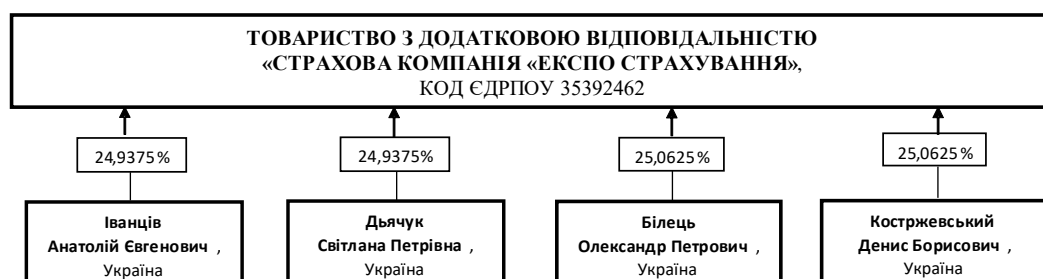 ТОВАРИСТВО З ДОДАТКОВОЮ ВІДПОВІДАЛЬНІСТЮ
«СТРАХОВА КОМПАНІЯ «ЕКСПО СТРАХУВАННЯ»,
КОД ЄДРПОУ 35392462
24,9375%
24,9375%
25,0625%
25,0625%
Іванців
Анатолій Євгенович ,
Україна
Дьячук
Світлана Петрівна ,
Україна
Білець
Олександр Петрович ,
Україна
Костржевський
Денис Борисович ,
Україна